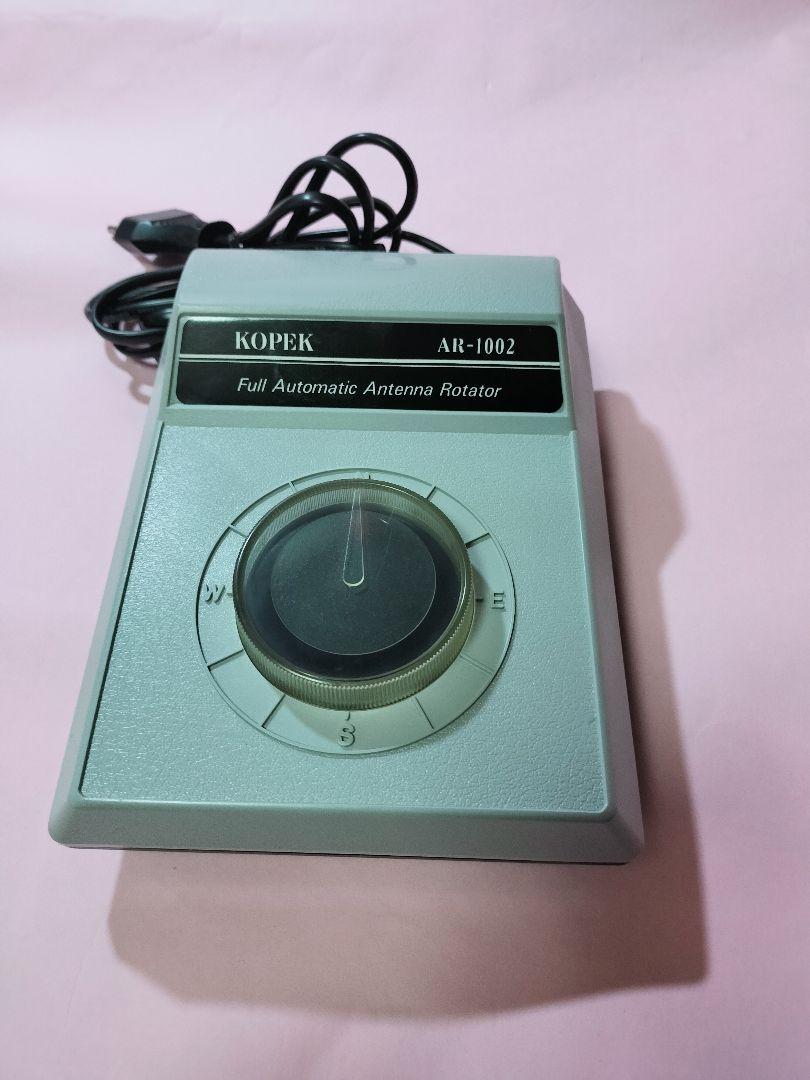 KOPEK AR-1002
Full Automatic Antenna Rotator
W E
S